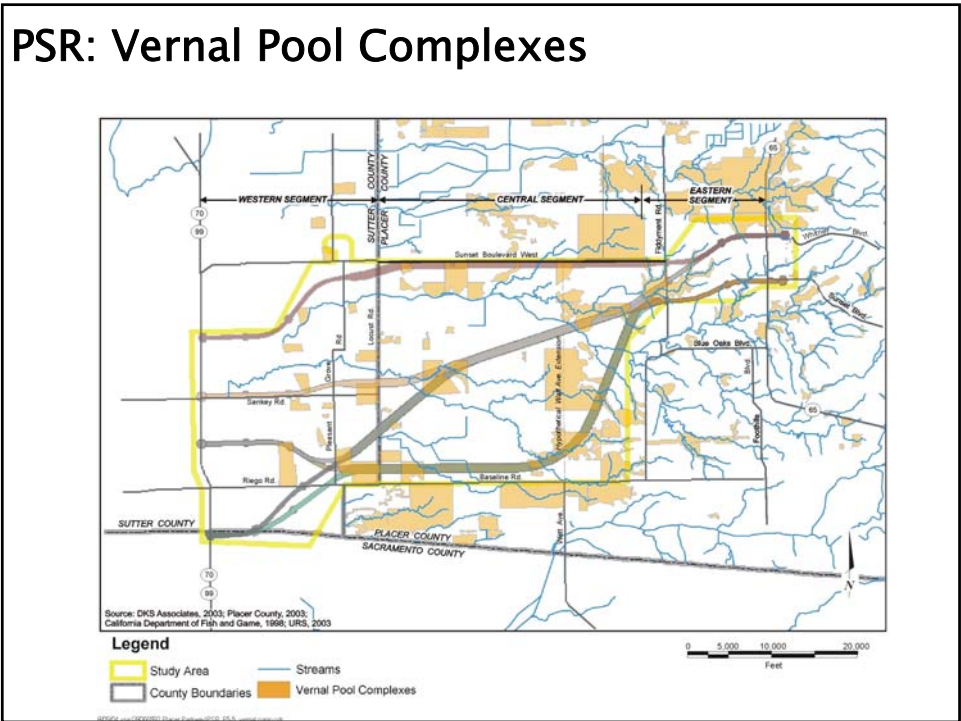 PSR: Vernal Pool Complexes
65
SUTTER COUNTY
PLACER COUNTY
WESTERN SEGMENT
CENTRAL SEGMENT
EASTERN
SEGMENT
70
99
Fiddyment Rd.
Whitney Blvd.
Sunset Boulevard West
Sunset Blvd.
Locust Rd.
Blue Oaks Blvd.
Pleasant Grove Rd
Hypothetical Watt Ave. Extension
Foothills Blvd.
Sankey Rd.
65
Riego Rd.
Baseline Rd.
Watt Ave.
SUTTER COUNTY
PLACER COUNTY
SACRAMENTO COUNTY
70
99
N
Source: DKS Associates, 2003; Placer County, 2003;
California Department of Fish and Game, 1998; URS, 2003
Legend
Study Area
Streams
County Boundaries
Vernal Pool Complexes
0 5,000 10,000 20,000
Feet